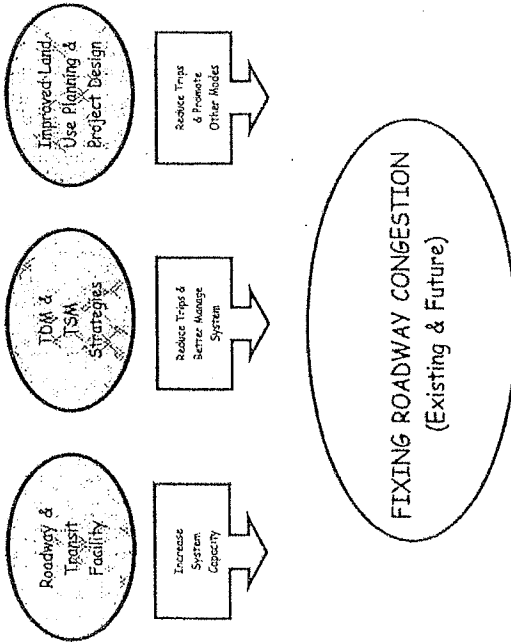 Roadway &
Transit
Facility
TDM &
TSM
Strategies
Improved Land
Use Planning &
Project Design
Increase
System
Capacity
Reduce Trips &
Better Manage
System
Reduce Trips
& Promote
Other Modes
FIXING ROADWAY CONGESTION
(Existing & Future)